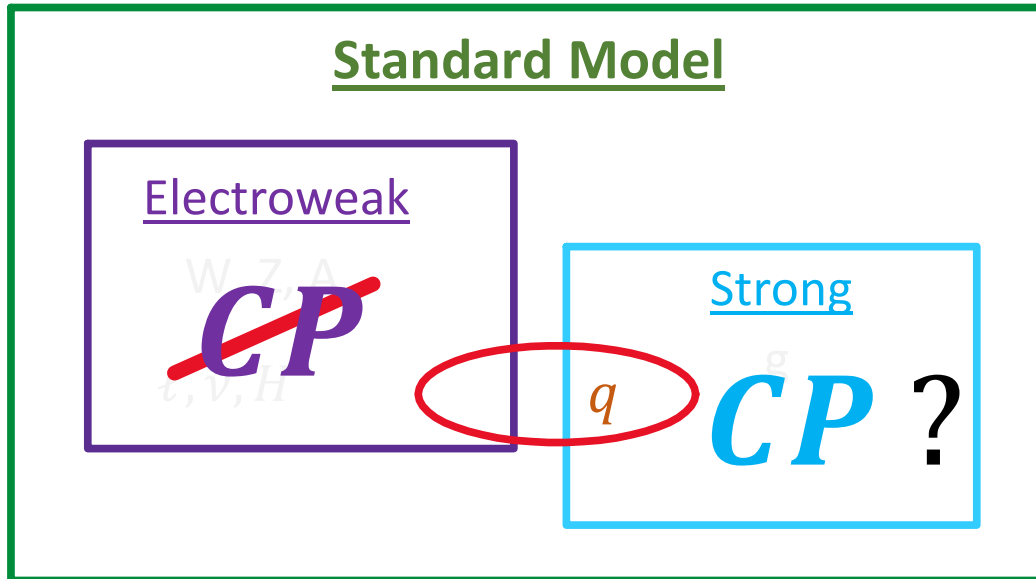 Standard Model
Electroweak
W, Z, A
CP
ℓ, ν, H
Strong
g
q
CP ?